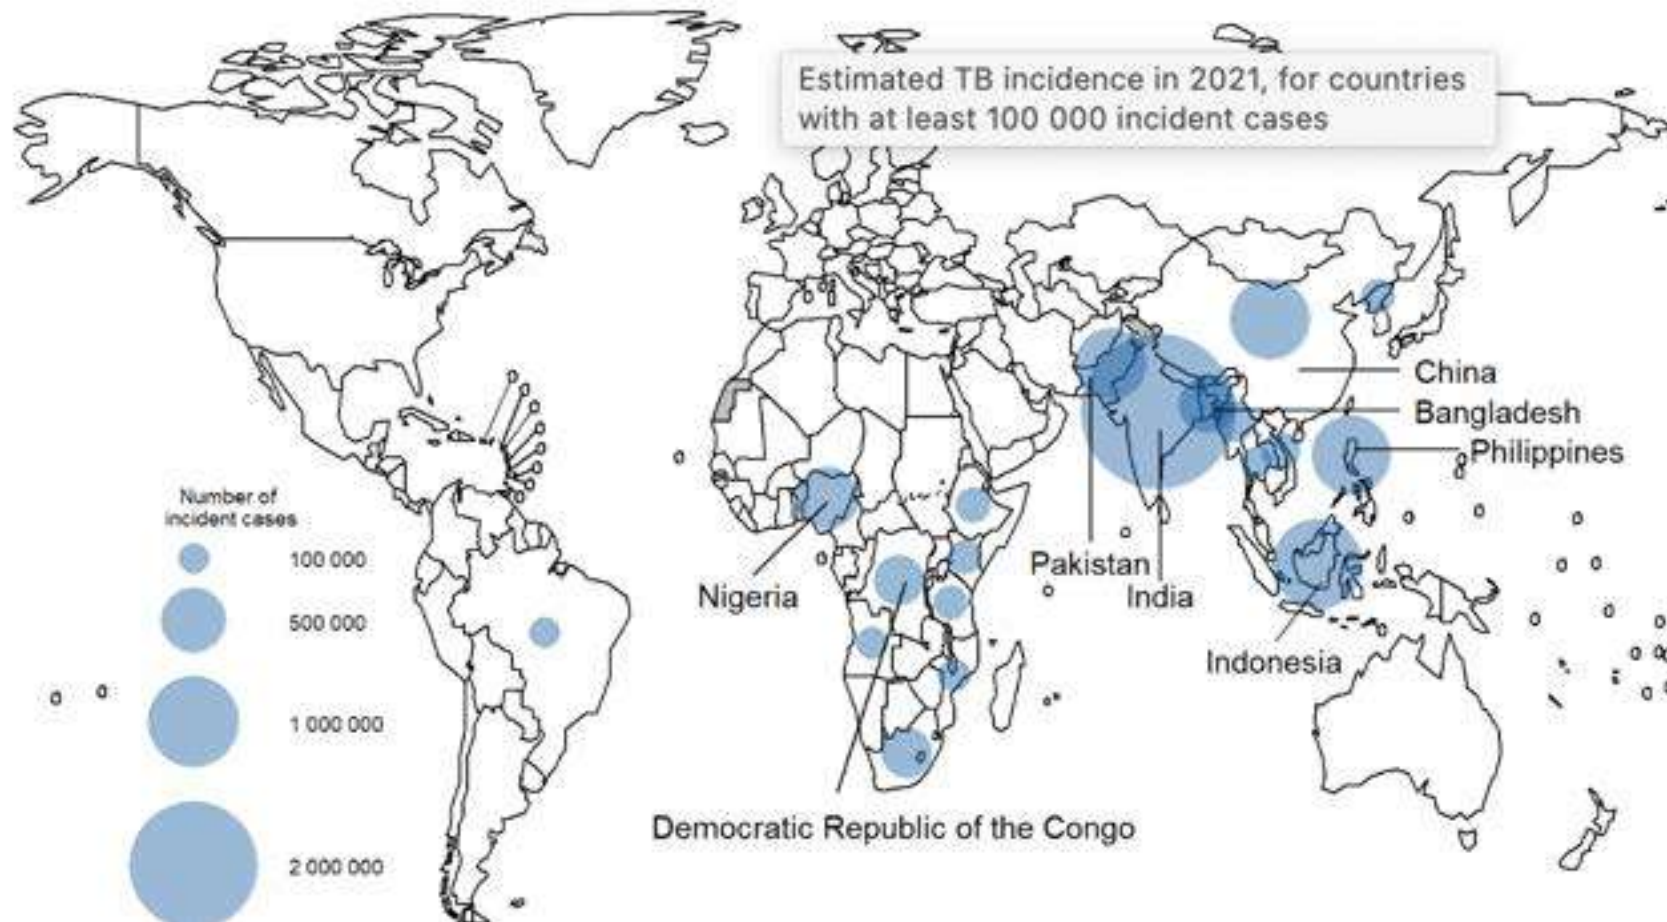 Estimated TB incidence in 2021, for countries
with at least 100 000 incident cases
China
Bangladesh
Philippines
Number of
incident cases
100 000
500 000
1 000 000
2 000 000
Nigeria
Pakistan
India
Indonesia
Democratic Republic of the Congo